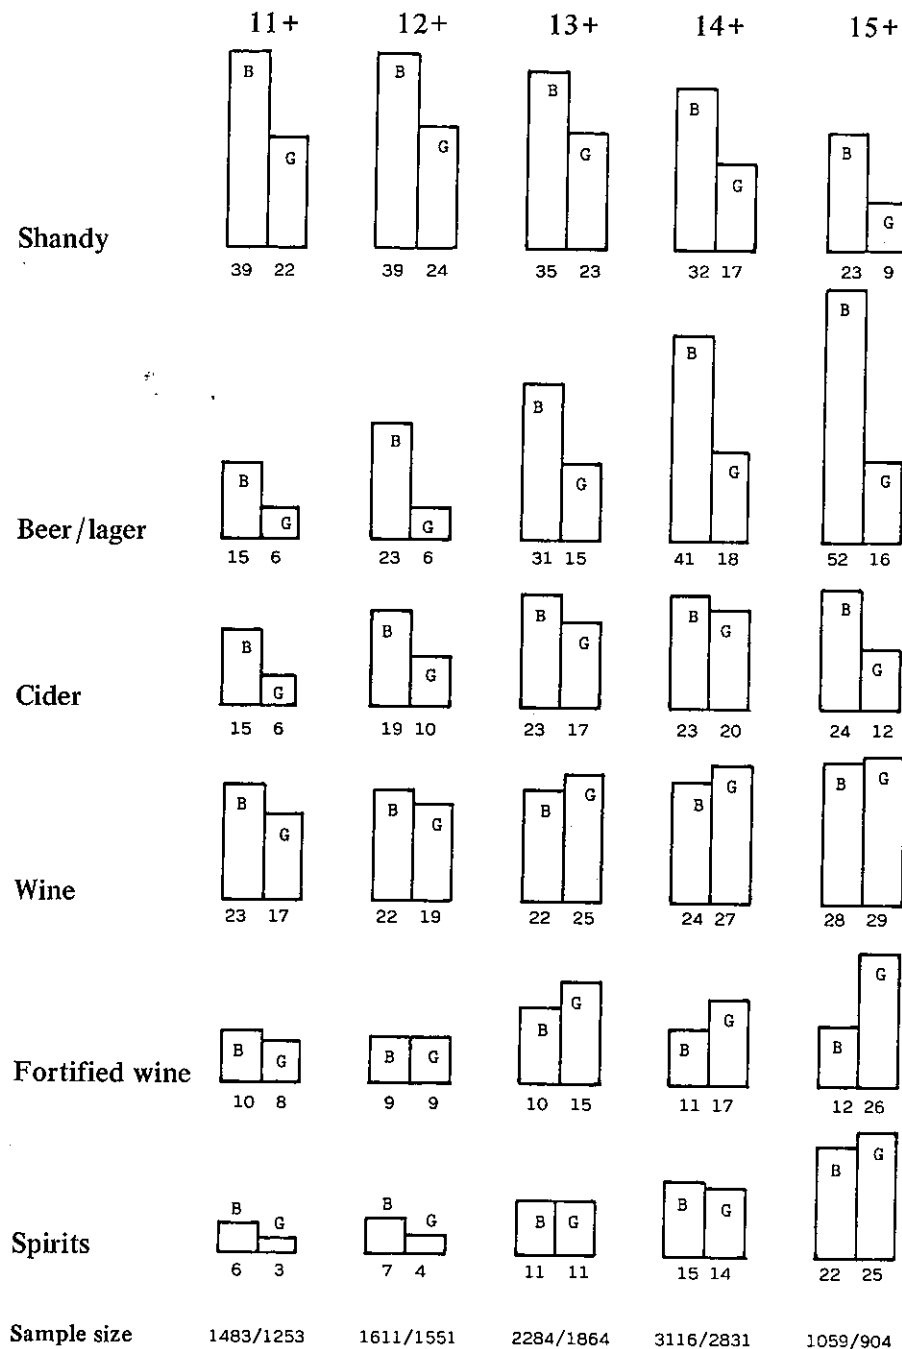 11+ 12+ 13+ 14+ 15+
B G B G B G B G B G
Shandy
39 22 39 24 35 23 32 17 23 9
B G B G B G B G B G
Beer/lager
15 6 23 6 31 15 41 18 52 16
B G B G B G B G B G
Cider
15 6 19 10 23 17 23 20 24 12
B G B G B G B G B G
Wine
23 17 22 19 22 25 24 27 28 29
B G B G B G B G B G
Fortified wine
10 8 9 9 10 15 11 17 12 26
B G B G B G B G B G
Spirits
6 3 7 4 11 11 15 14 22 25
Sample size 1483/1253 1611/1551 2284/1864 3116/2831 1059/904